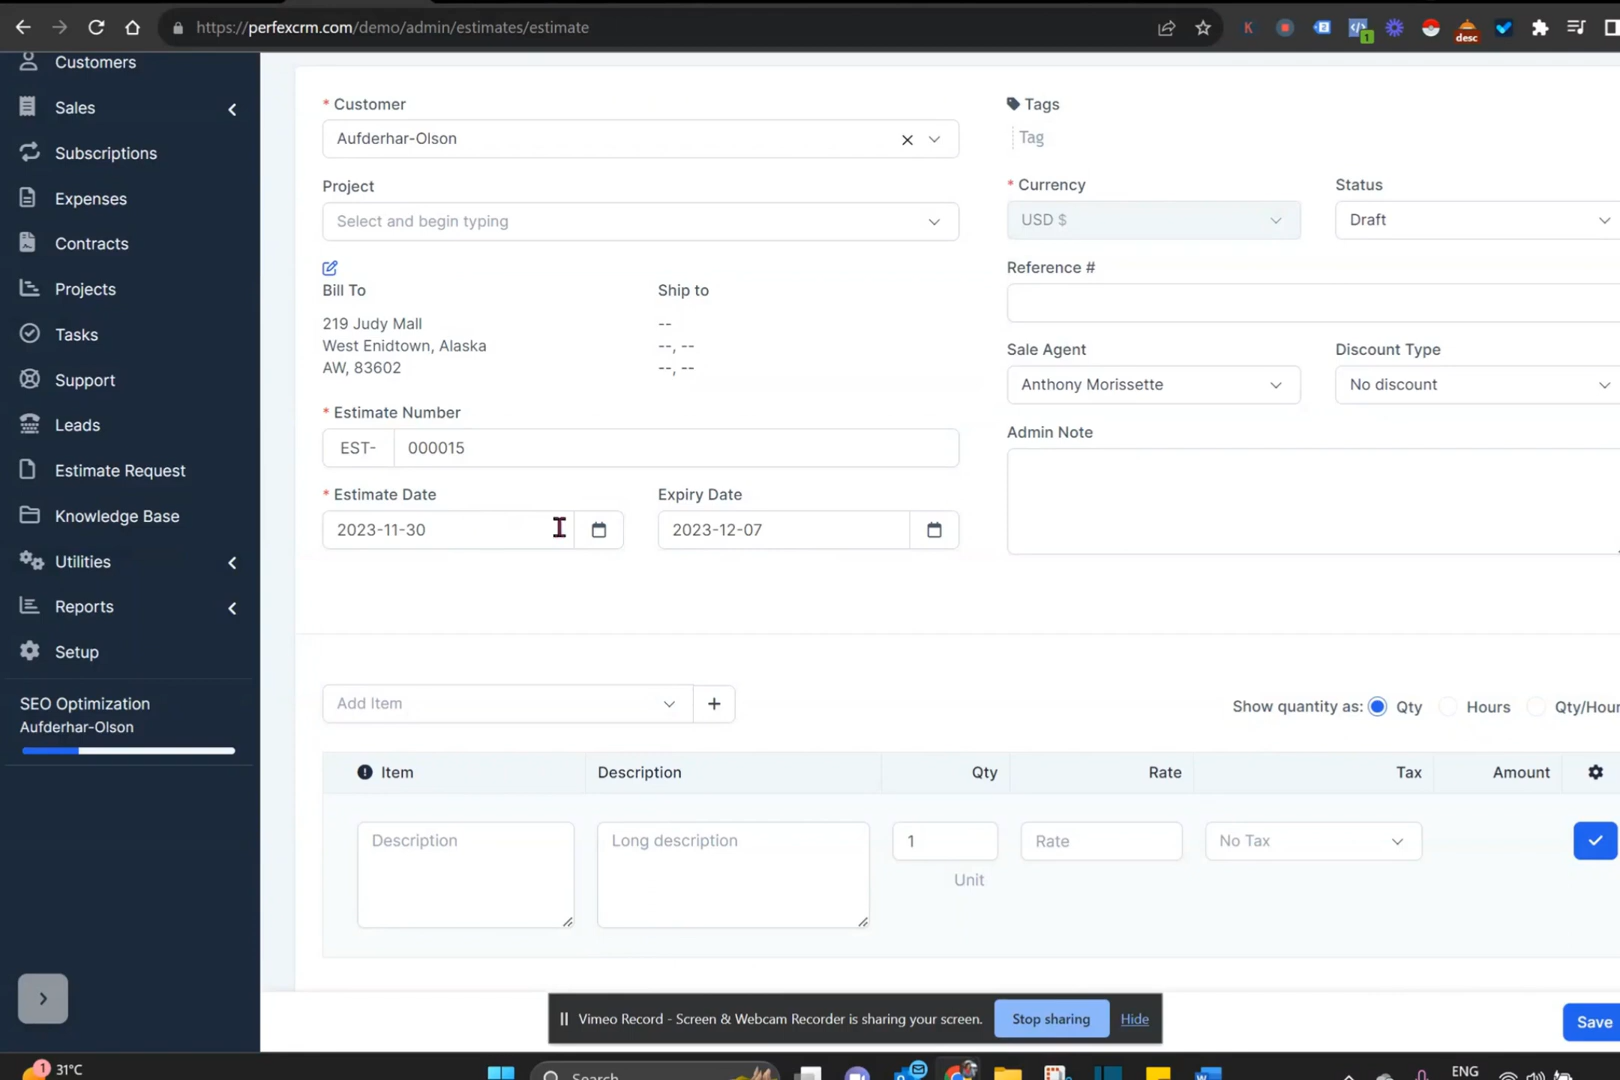 https://perfexcrm.com/demo/admin/estimates/estimate
K
1
desc
Customers
Sales
Subscriptions
Expenses
Contracts
Projects
Tasks
Support
Leads
Estimate Request
Knowledge Base
Utilities
Reports
Setup
SEO Optimization
Aufderhar-Olson
* Customer
Aufderhar-Olson
Project
Select and begin typing
Bill To
219 Judy Mall
West Enidtown, Alaska
AW, 83602
Ship to
--
--, --
--, --
* Estimate Number
EST- 000015
* Estimate Date
2023-11-30
Expiry Date
2023-12-07
Tags
Tag
* Currency
USD $
Status
Draft
Reference #
Sale Agent
Anthony Morissette
Discount Type
No discount
Admin Note
Add Item
Show quantity as: Qty Hours Qty/Hour
Item Description Qty Rate Tax Amount
Description Long description 1 Rate No Tax
Unit
Vimeo Record - Screen & Webcam Recorder is sharing your screen. Stop sharing Hide
Save
1 31°C
Search
ENG